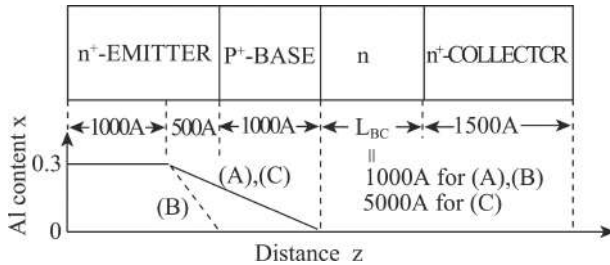 n⁺-EMITTER P⁺-BASE n n⁺-COLLECTCR
1000A 500A 1000A L_BC 1500A
=
1000A for (A),(B)
5000A for (C)
Al content x
0.3
0
(B)
(A),(C)
Distance z